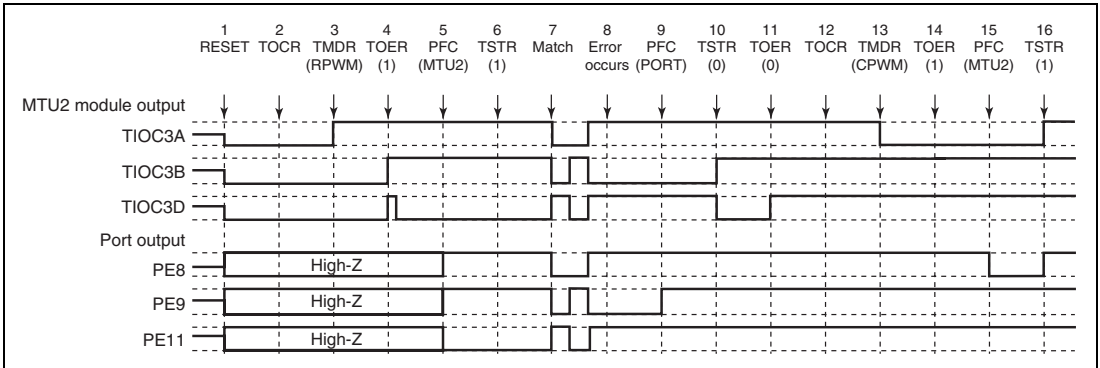 1 2 3 4 5 6 7 8 9 10 11 12 13 14 15 16
RESET TOCR TMDR TOER PFC TSTR Match Error PFC TSTR TOER TOCR TMDR TOER PFC TSTR
(RPWM) (1) (MTU2) (1) occurs (PORT) (0) (0) (CPWM) (1) (MTU2) (1)
MTU2 module output
TIOC3A
TIOC3B
TIOC3D
Port output
PE8 High-Z
PE9 High-Z
PE11 High-Z